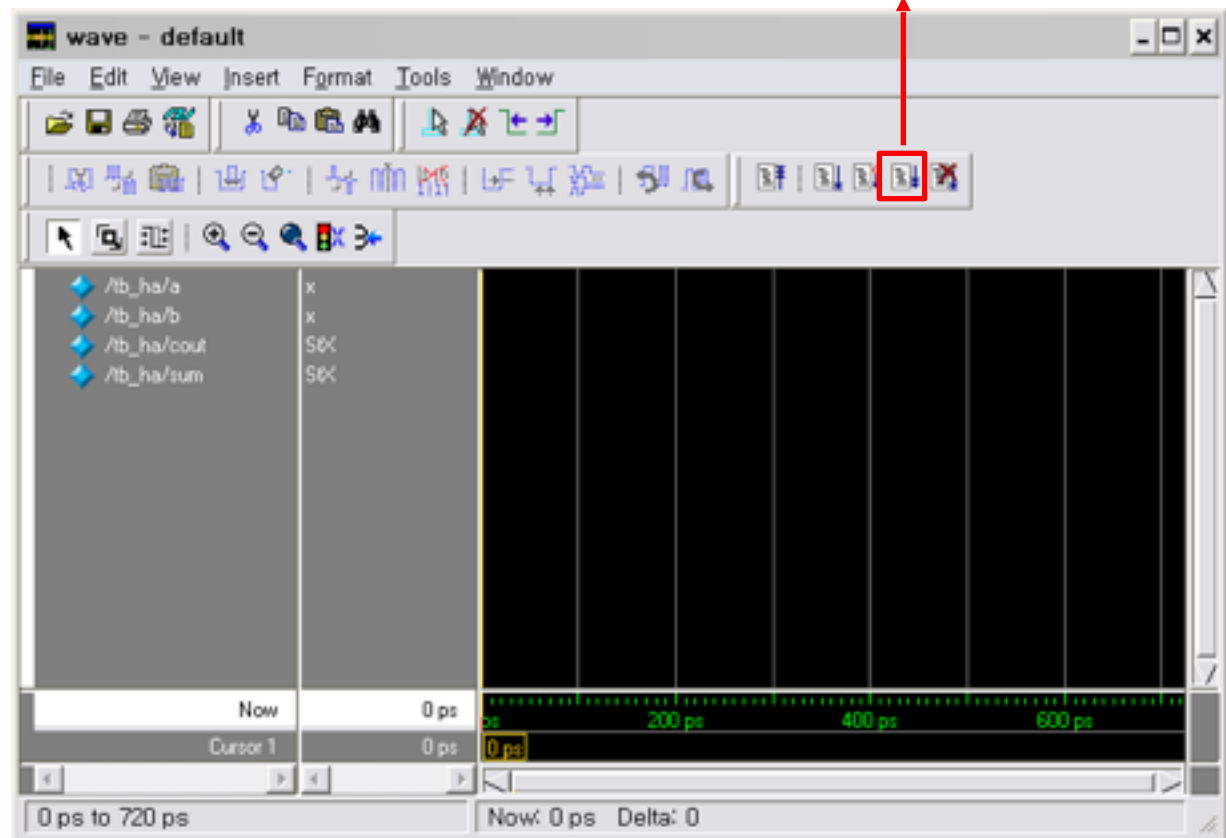 wave - default
File Edit View Insert Format Tools Window
/tb_ha/a x
/tb_ha/b x
/tb_ha/cout StX
/tb_ha/sum StX
Now 0 ps
ps 200 ps 400 ps 600 ps
Cursor 1 0 ps 0 ps
0 ps to 720 ps Now: 0 ps Delta: 0